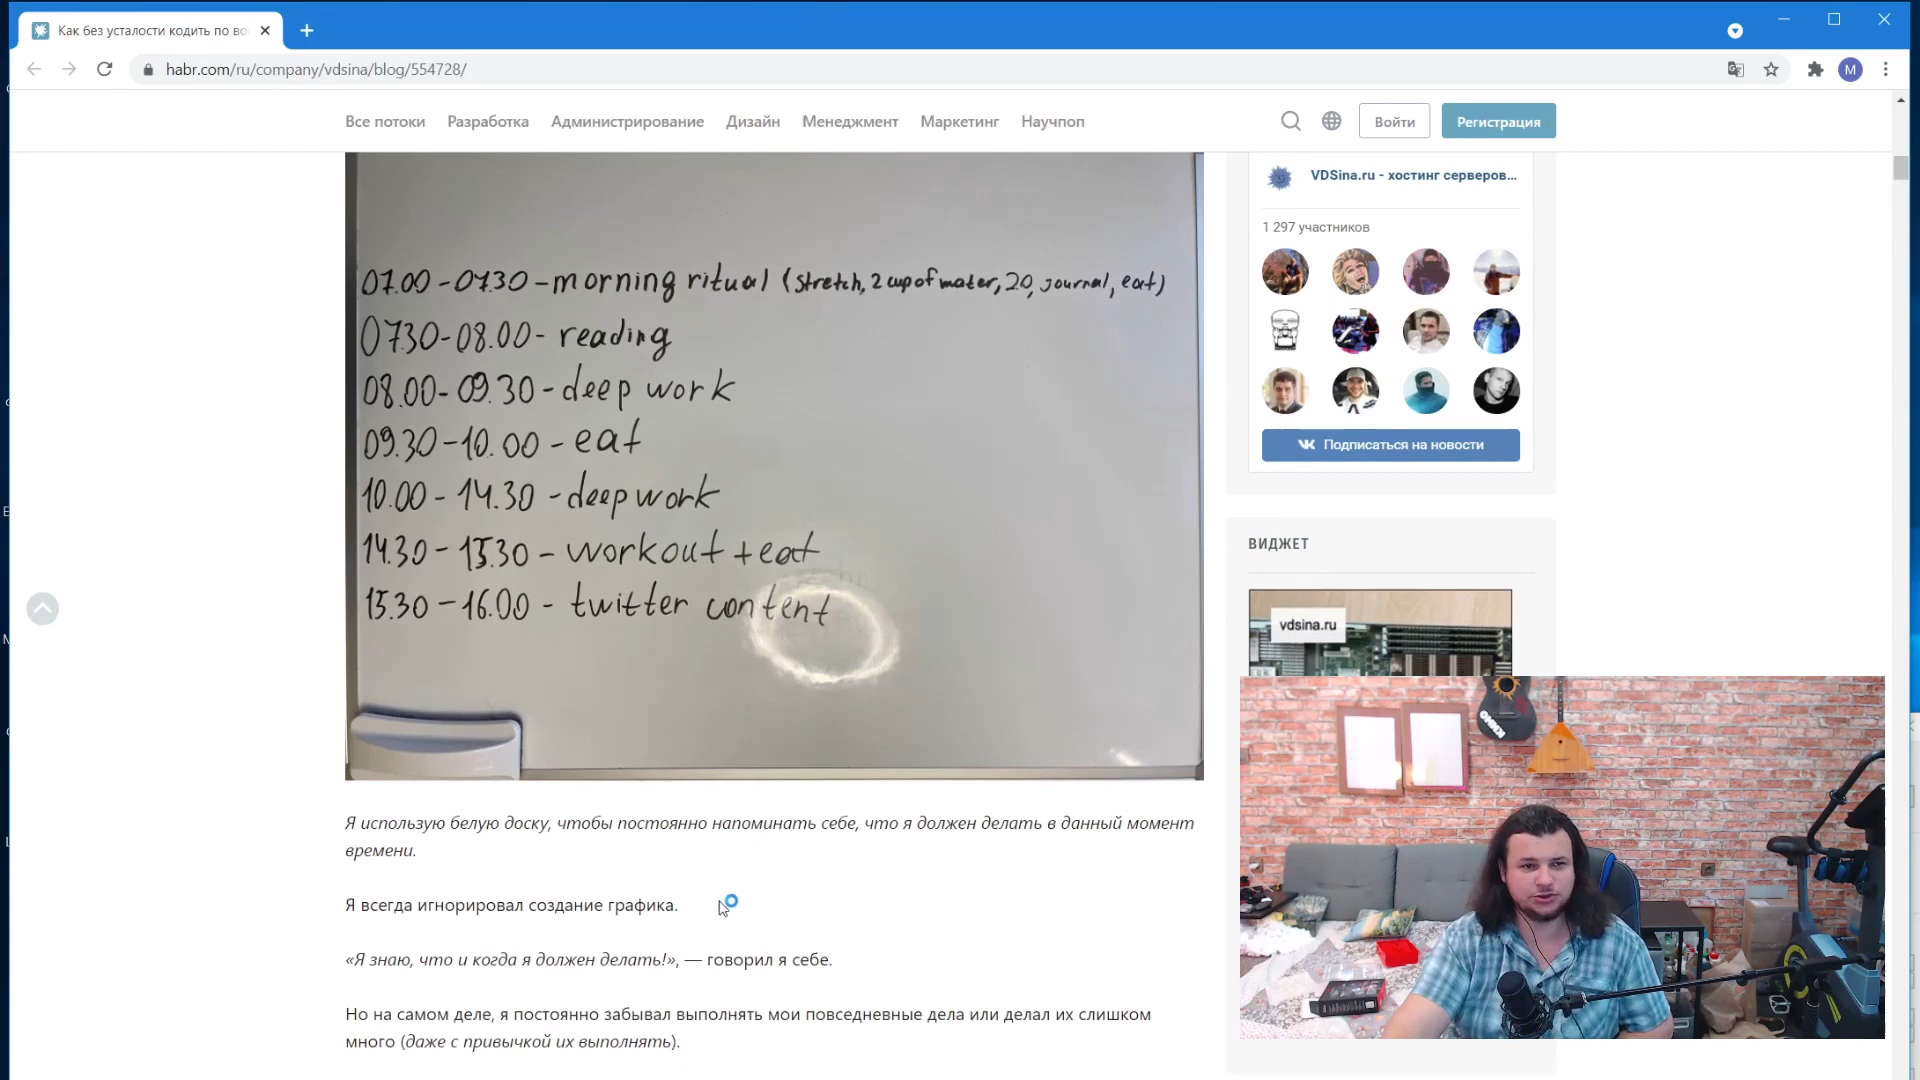 Как без усталости кодить по во
habr.com/ru/company/vdsina/blog/554728/
M
Все потоки Разработка Администрирование Дизайн Менеджмент Маркетинг Научпоп
Войти
Регистрация
07.00 - 07.30 - morning ritual (stretch, 2 cup of water, 20, journal, eat)
0730-08.00- reading
08.00-09.30-deep work
09.30-10.00-eat
10.00-14.30-deep work
14.30-15.30-workout+eat
15.30-16.00- twitter content
Я использую белую доску, чтобы постоянно напоминать себе, что я должен делать в данный момент
времени.
Я всегда игнорировал создание графика.
«Я знаю, что и когда я должен делать!», — говорил я себе.
Но на самом деле, я постоянно забывал выполнять мои повседневные дела или делал их слишком
много (даже с привычкой их выполнять).
VDSina.ru - хостинг серверов...
1 297 участников
Подписаться на новости
ВИДЖЕТ
vdsina.ru